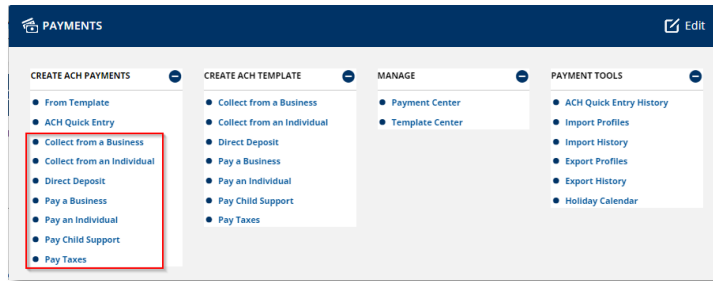 PAYMENTS
Edit
CREATE ACH PAYMENTS
From Template
ACH Quick Entry
Collect from a Business
Collect from an Individual
Direct Deposit
Pay a Business
Pay an Individual
Pay Child Support
Pay Taxes
CREATE ACH TEMPLATE
Collect from a Business
Collect from an Individual
Direct Deposit
Pay a Business
Pay an Individual
Pay Child Support
Pay Taxes
MANAGE
Payment Center
Template Center
PAYMENT TOOLS
ACH Quick Entry History
Import Profiles
Import History
Export Profiles
Export History
Holiday Calendar